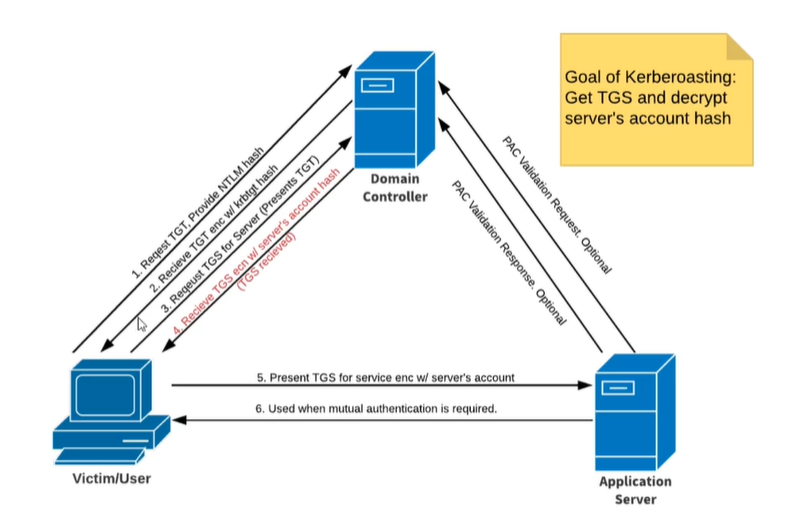 Goal of Kerberoasting:
Get TGS and decrypt
server's account hash
Domain
Controller
1. Reqest TGT, Provide NTLM hash
2. Recieve TGT enc w/ krbtgt hash
3. Reqeust TGS for Server (Presents TGT)
4. Recieve TGS ecn w/ server's account hash
(TGS recieved)
PAC Validation Request. Optional
PAC Validation Response. Optional
5. Present TGS for service enc w/ server's account
6. Used when mutual authentication is required.
Victim/User
Application
Server